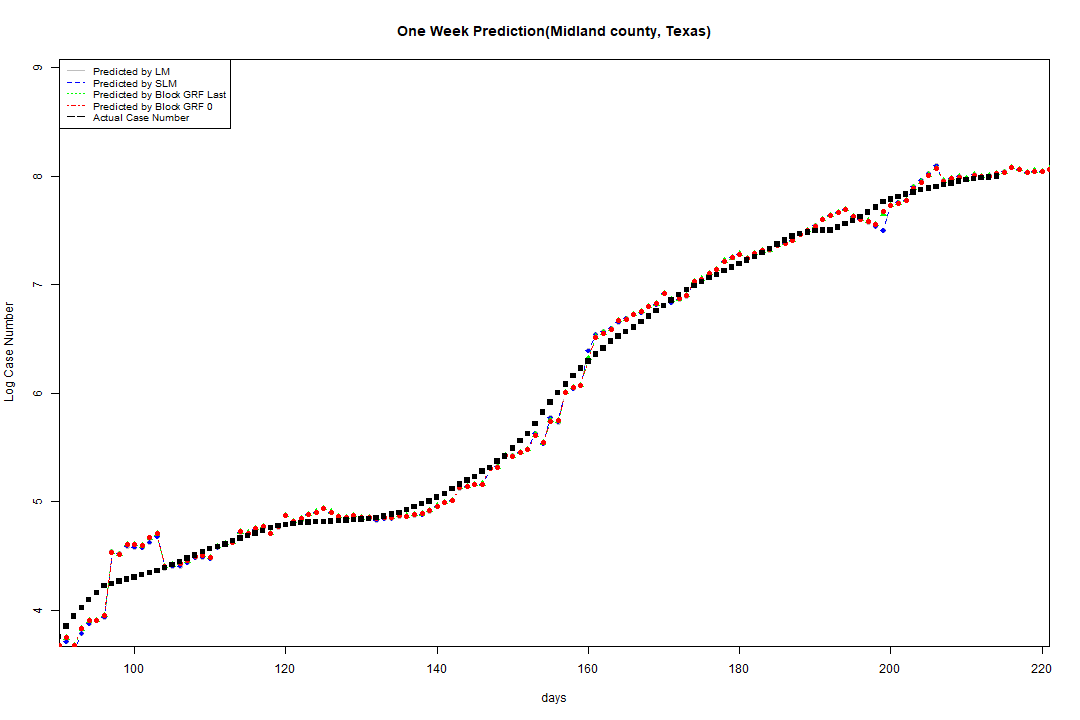 One Week Prediction(Midland county, Texas)
Predicted by LM
Predicted by SLM
Predicted by Block GRF Last
Predicted by Block GRF 0
Actual Case Number
9
8
7
6
5
4
Log Case Number
100 120 140 160 180 200 220
days